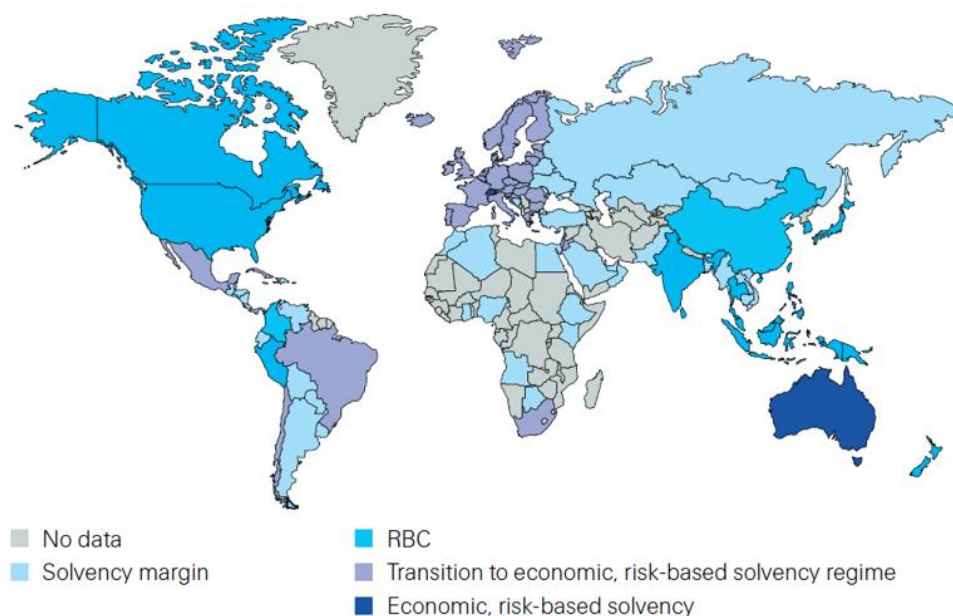 No data
Solvency margin
RBC
Transition to economic, risk-based solvency regime
Economic, risk-based solvency